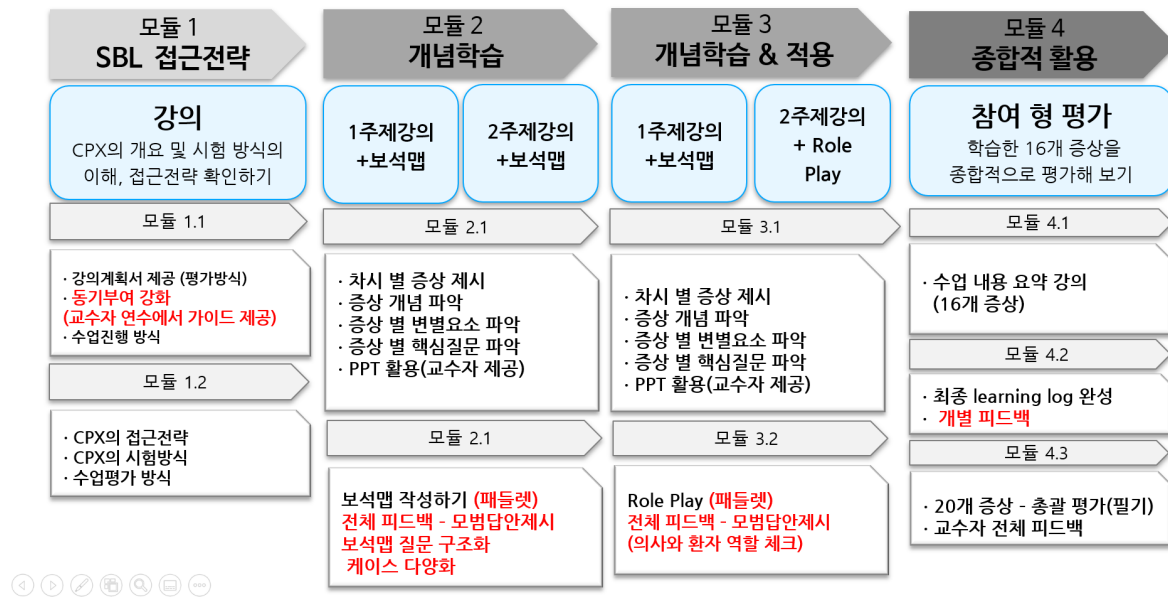 모듈 1
SBL 접근전략
강의
CPX의 개요 및 시험 방식의
이해, 접근전략 확인하기
모듈 1.1
· 강의계획서 제공 (평가방식)
· 동기부여 강화
(교수자 연수에서 가이드 제공)
· 수업진행 방식
모듈 1.2
· CPX의 접근전략
· CPX의 시험방식
· 수업평가 방식
모듈 2
개념학습
1주제강의
+보석맵
2주제강의
+보석맵
모듈 2.1
· 차시 별 증상 제시
· 증상 개념 파악
· 증상 별 변별요소 파악
· 증상 별 핵심질문 파악
· PPT 활용(교수자 제공)
모듈 2.1
보석맵 작성하기 (패들렛)
전체 피드백 - 모범답안제시
보석맵 질문 구조화
케이스 다양화
모듈 3
개념학습 & 적용
1주제강의
+보석맵
2주제강의
+ Role
Play
모듈 3.1
· 차시 별 증상 제시
· 증상 개념 파악
· 증상 별 변별요소 파악
· 증상 별 핵심질문 파악
· PPT 활용(교수자 제공)
모듈 3.2
Role Play (패들렛)
전체 피드백 - 모범답안제시
(의사와 환자 역할 체크)
모듈 4
종합적 활용
참여 형 평가
학습한 16개 증상을
종합적으로 평가해 보기
모듈 4.1
· 수업 내용 요약 강의
(16개 증상)
모듈 4.2
· 최종 learning log 완성
· 개별 피드백
모듈 4.3
· 20개 증상 - 총괄 평가(필기)
· 교수자 전체 피드백